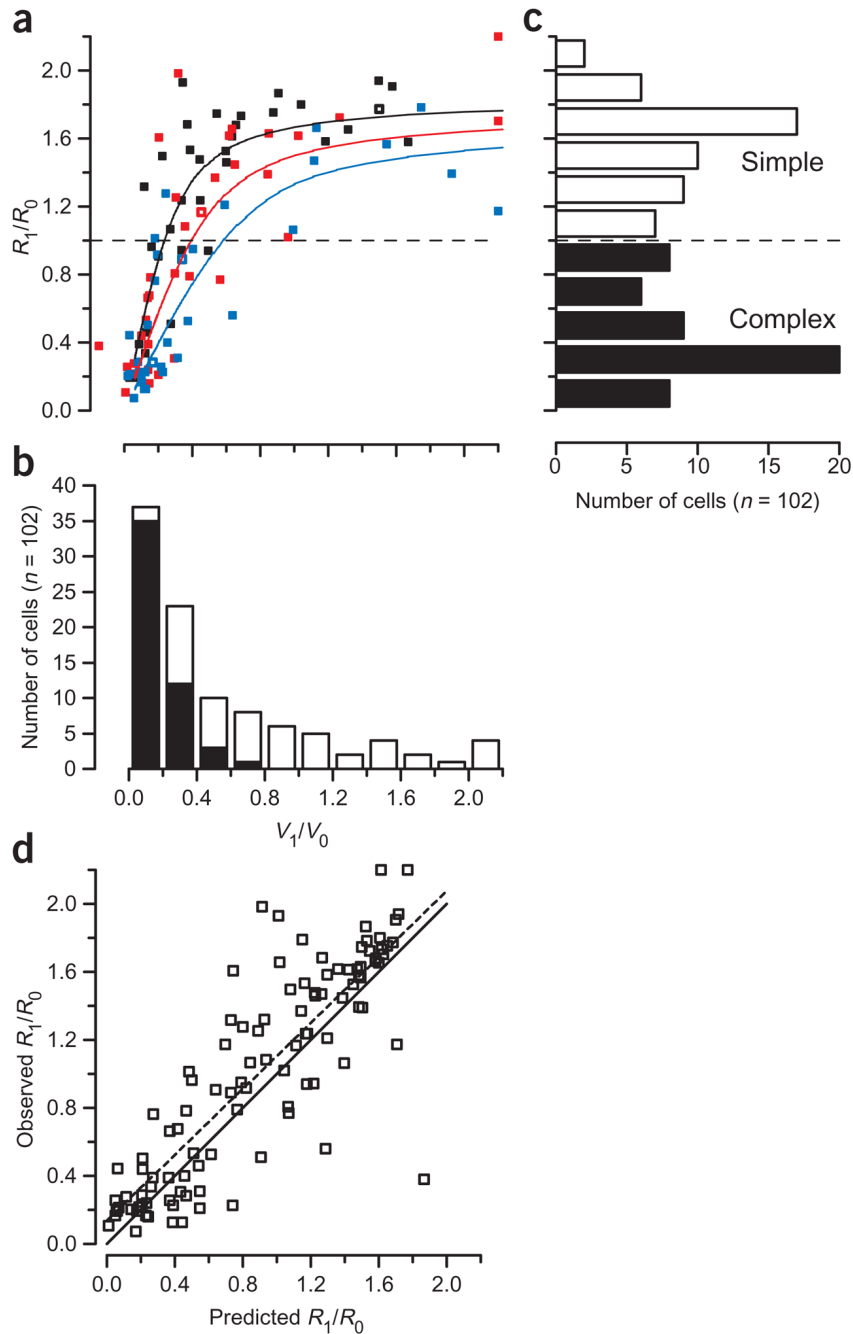 a
R1/R0
2.0
1.6
1.2
0.8
0.4
0.0
c
Simple
Complex
0 5 10 15 20
Number of cells (n = 102)
b
Number of cells (n = 102)
40
35
30
25
20
15
10
5
0
0.0 0.4 0.8 1.2 1.6 2.0
V1/V0
d
Observed R1/R0
2.0
1.6
1.2
0.8
0.4
0.0
0.0 0.4 0.8 1.2 1.6 2.0
Predicted R1/R0